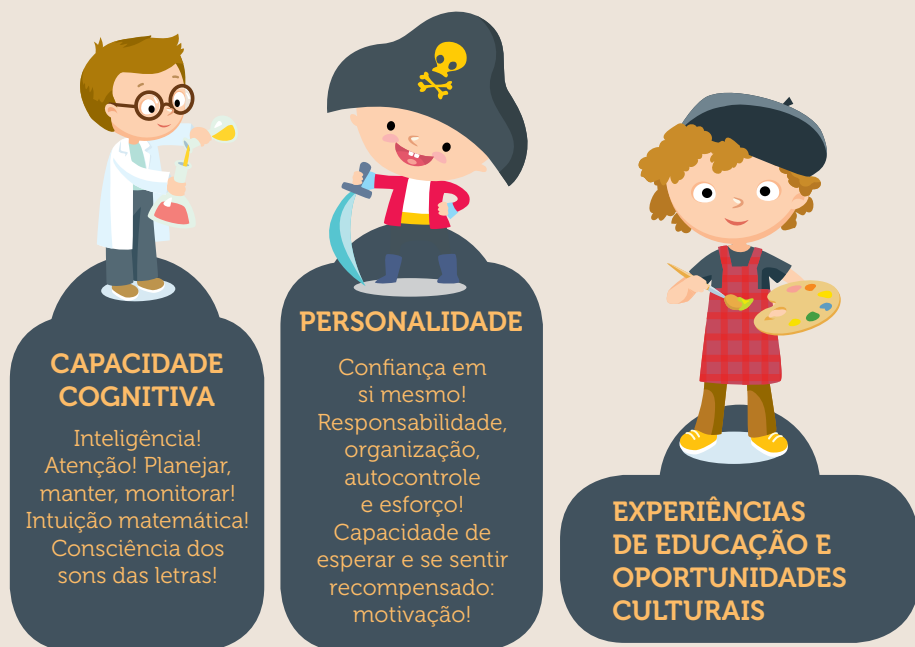 CAPACIDADE
COGNITIVA
Inteligência!
Atenção! Planejar,
manter, monitorar!
Intuição matemática!
Consciência dos
sons das letras!
PERSONALIDADE
Confiança em
si mesmo!
Responsabilidade,
organização,
autocontrole
e esforço!
Capacidade de
esperar e se sentir
recompensado:
motivação!
EXPERIÊNCIAS
DE EDUCAÇÃO E
OPORTUNIDADES
CULTURAIS